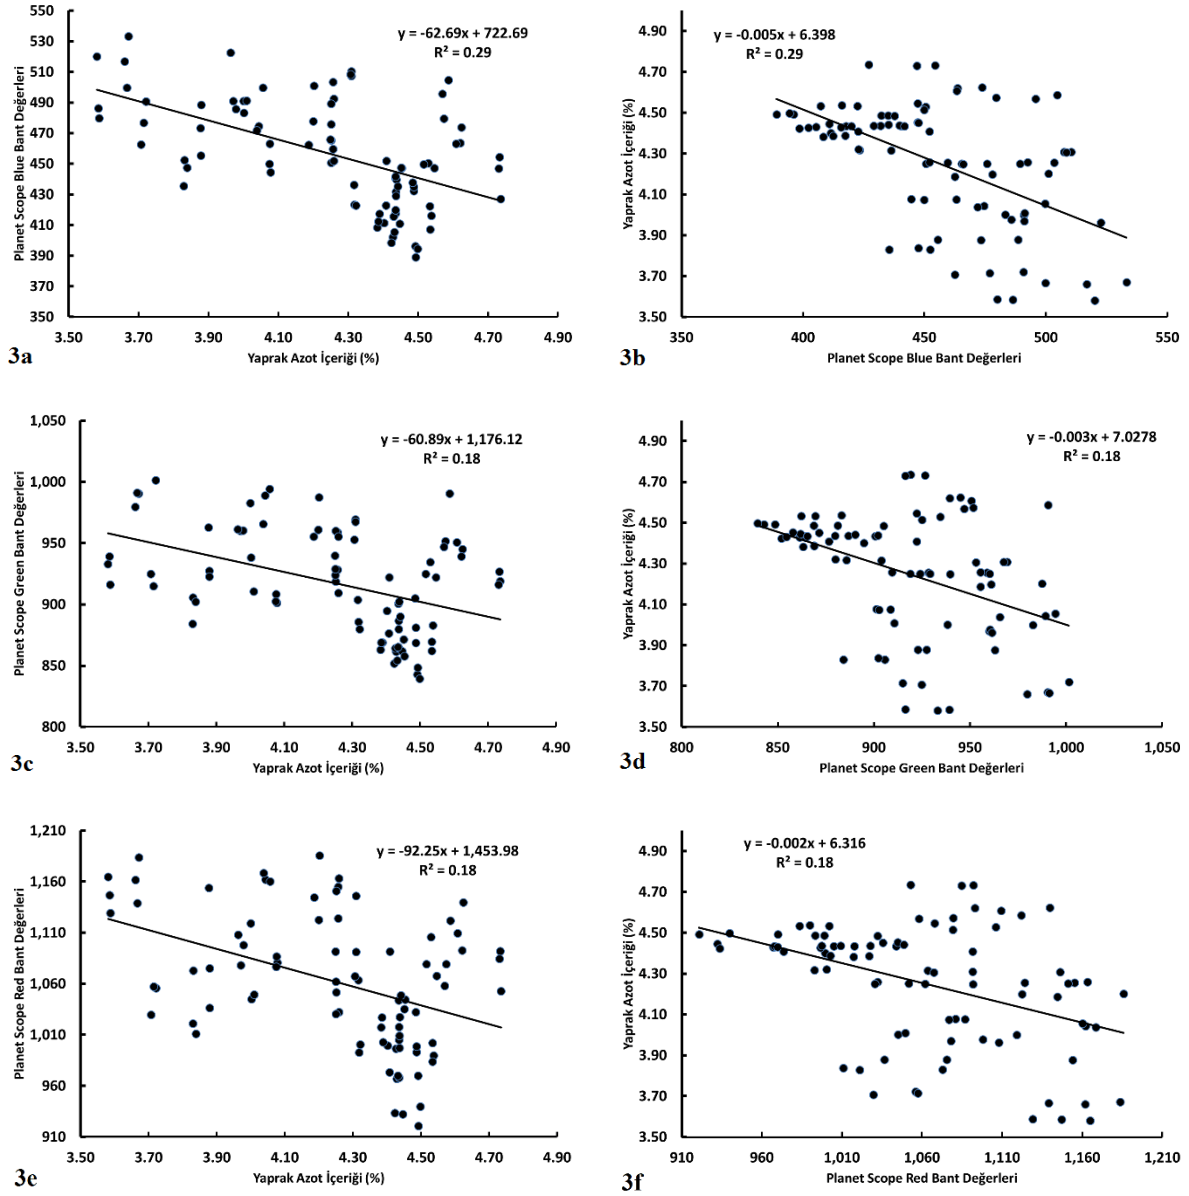 550
530
510
490
470
450
430
410
390
370
350
Planet Scope Blue Bant Değerleri
y = -62.69x + 722.69
R² = 0.29
3.50 3.70 3.90 4.10 4.30 4.50 4.70 4.90
Yaprak Azot İçeriği (%)
3a
4.90
4.70
4.50
4.30
4.10
3.90
3.70
3.50
Yaprak Azot İçeriği (%)
y = -0.005x + 6.398
R² = 0.29
350 400 450 500 550
Planet Scope Blue Bant Değerleri
3b
1,050
1,000
950
900
850
800
Planet Scope Green Bant Değerleri
y = -60.89x + 1,176.12
R² = 0.18
3.50 3.70 3.90 4.10 4.30 4.50 4.70 4.90
Yaprak Azot İçeriği (%)
3c
4.90
4.70
4.50
4.30
4.10
3.90
3.70
3.50
Yaprak Azot İçeriği (%)
y = -0.003x + 7.0278
R² = 0.18
800 850 900 950 1,000 1,050
Planet Scope Green Bant Değerleri
3d
1,210
1,160
1,110
1,060
1,010
960
910
Planet Scope Red Bant Değerleri
y = -92.25x + 1,453.98
R² = 0.18
3.50 3.70 3.90 4.10 4.30 4.50 4.70 4.90
Yaprak Azot İçeriği (%)
3e
4.90
4.70
4.50
4.30
4.10
3.90
3.70
3.50
Yaprak Azot İçeriği (%)
y = -0.002x + 6.316
R² = 0.18
910 960 1,010 1,060 1,110 1,160 1,210
Planet Scope Red Bant Değerleri
3f